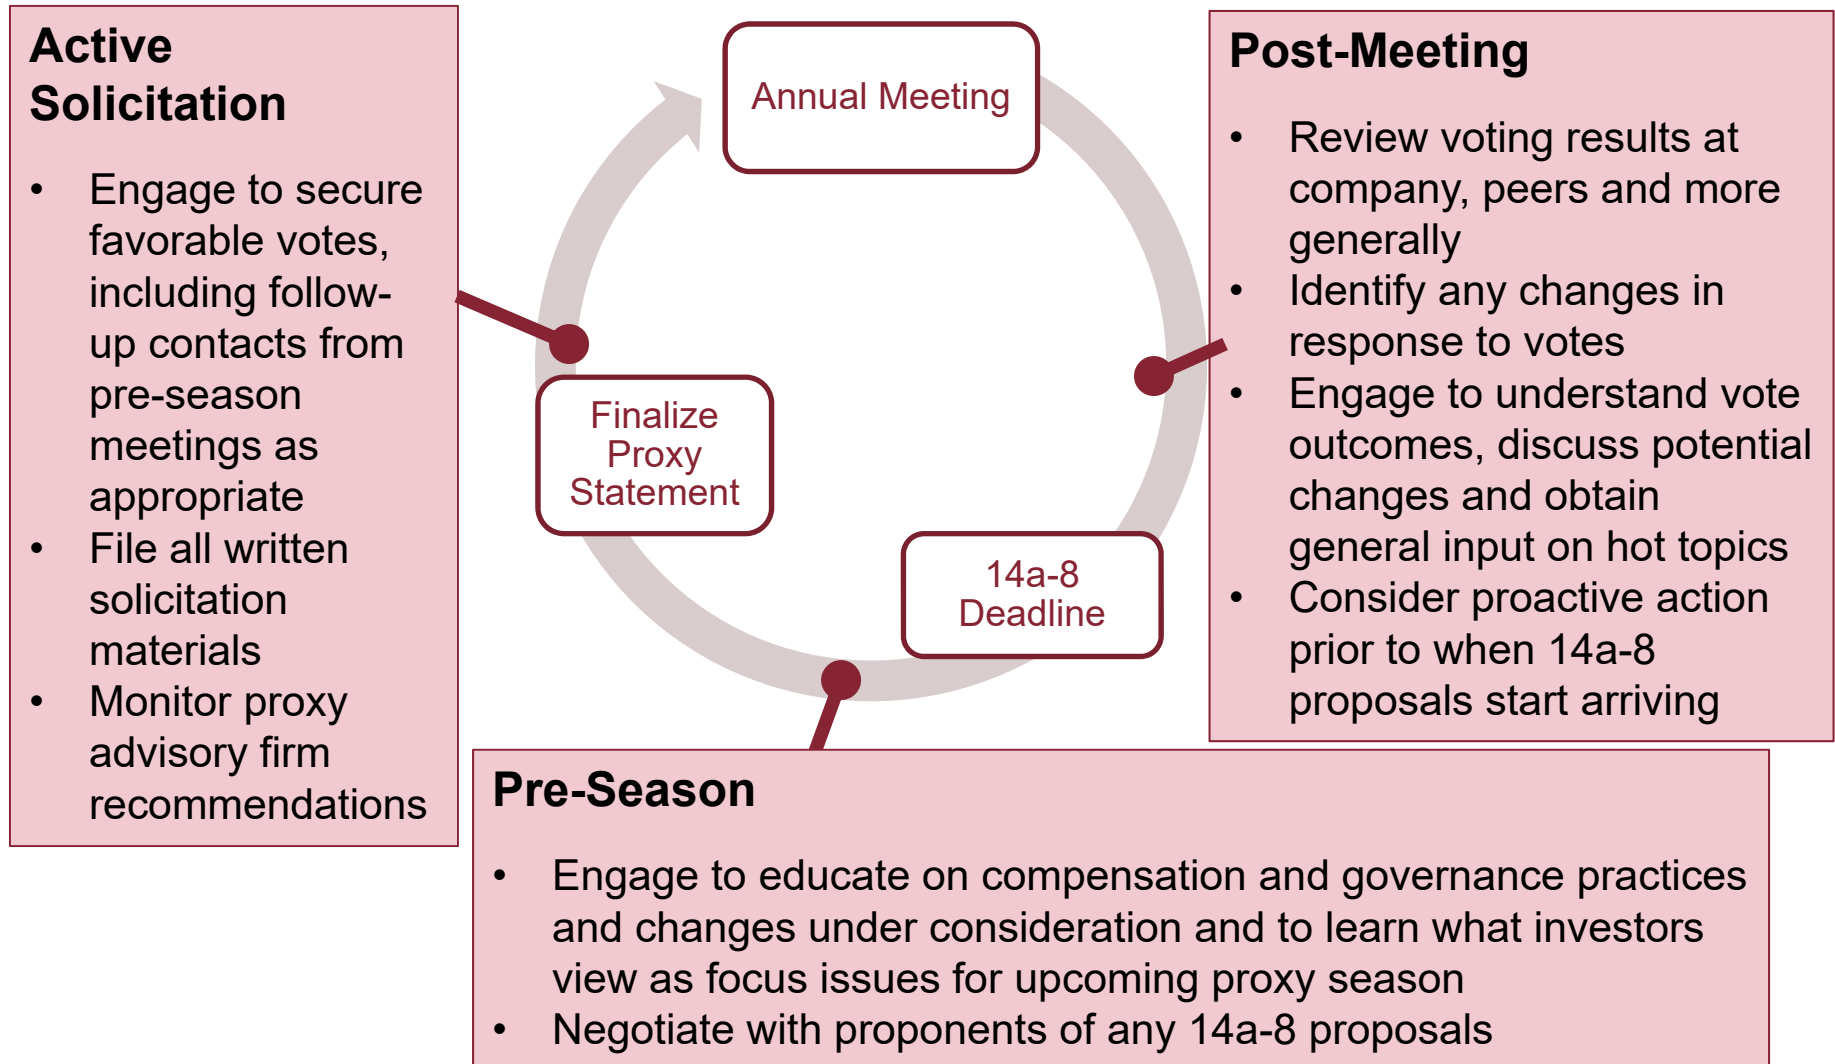 Active
Solicitation
• Engage to secure
favorable votes,
including follow-
up contacts from
pre-season
meetings as
appropriate
• File all written
solicitation
materials
• Monitor proxy
advisory firm
recommendations
Annual Meeting
Finalize
Proxy
Statement
14a-8
Deadline
Post-Meeting
• Review voting results at
company, peers and more
generally
• Identify any changes in
response to votes
• Engage to understand vote
outcomes, discuss potential
changes and obtain
general input on hot topics
• Consider proactive action
prior to when 14a-8
proposals start arriving
Pre-Season
• Engage to educate on compensation and governance practices
and changes under consideration and to learn what investors
view as focus issues for upcoming proxy season
• Negotiate with proponents of any 14a-8 proposals